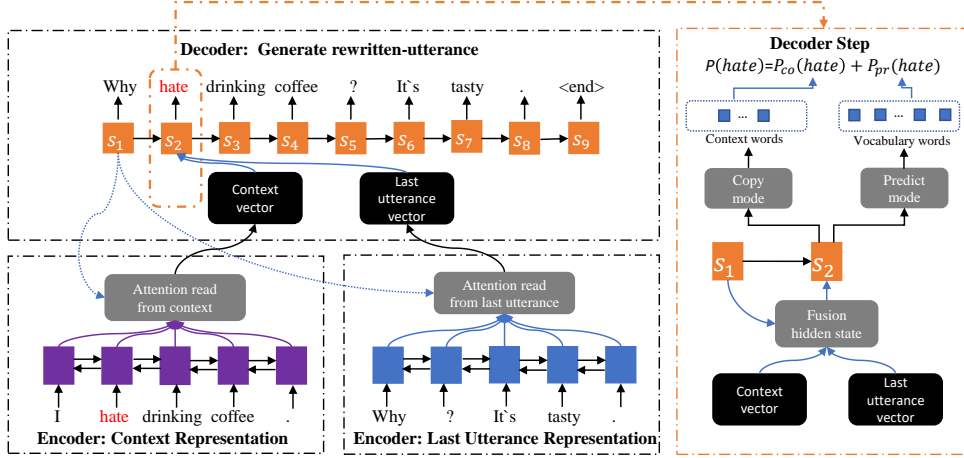 Decoder: Generate rewritten-utterance
Why hate drinking coffee ? It`s tasty . <end>
S1 S2 S3 S4 S5 S6 S7 S8 S9
Context
vector
Last
utterance
vector
Attention read
from context
Attention read
from last utterance
I hate drinking coffee .
Encoder: Context Representation
Why ? It`s tasty .
Encoder: Last Utterance Representation
Decoder Step
P(hate)=Pco(hate) + Ppr(hate)
...
...
Context words
Vocabulary words
Copy
mode
Predict
mode
S1 S2
Fusion
hidden state
Context
vector
Last
utterance
vector